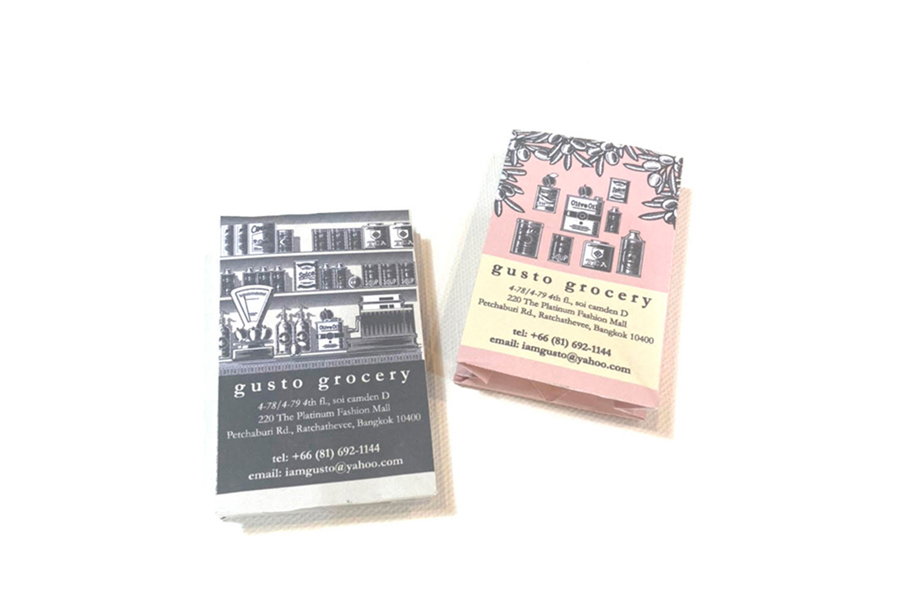 gusto grocery
4-78/4-79 4th fl., soi camden D
220 The Platinum Fashion Mall
Petchaburi Rd., Ratchathevee, Bangkok 10400
tel: +66 (81) 692-1144
email: iamgusto@yahoo.com
Olive Oil
gusto grocery
4-78/4-79 4th fl., soi camden D
220 The Platinum Fashion Mall
Petchaburi Rd., Ratchathevee, Bangkok 10400
tel: +66 (81) 692-1144
email: iamgusto@yahoo.com